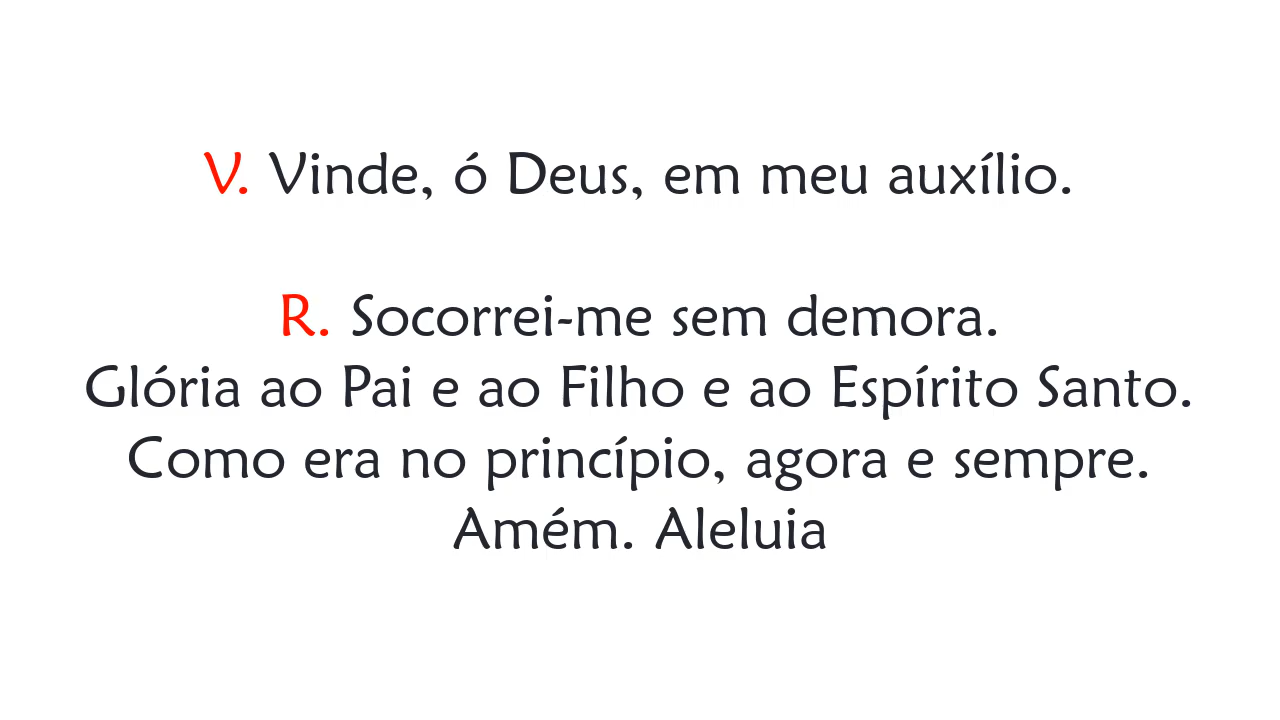 V. Vinde, ó Deus, em meu auxílio.
R. Socorrei-me sem demora.
Glória ao Pai e ao Filho e ao Espírito Santo.
Como era no princípio, agora e sempre.
Amém. Aleluia